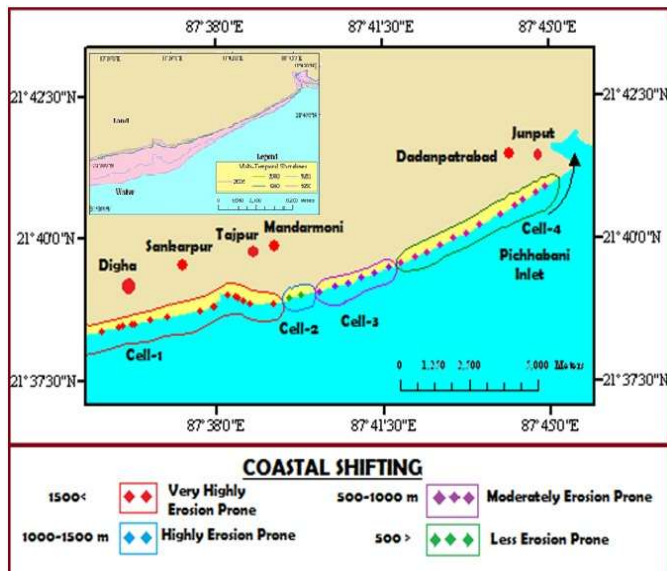 87°38'0"E 87°41'30"E 87°45'0"E
21°42'30"N 21°42'30"N
Land
Water
Legend
Multi-Temporal Shorelines
Junput
Dadanpatrabad
21°40'0"N 21°40'0"N
Mandarmoni
Tajpur
Sankarpur
Digha
Cell-4
Pichhabani
Inlet
Cell-2
Cell-3
Cell-1
21°37'30"N 21°37'30"N
0 1,250 2,500 5,000 Meters
87°38'0"E 87°41'30"E 87°45'0"E
COASTAL SHIFTING
1500< Very Highly
Erosion Prone
500-1000 m Moderately Erosion Prone
1000-1500 m Highly Erosion Prone
500 > Less Erosion Prone